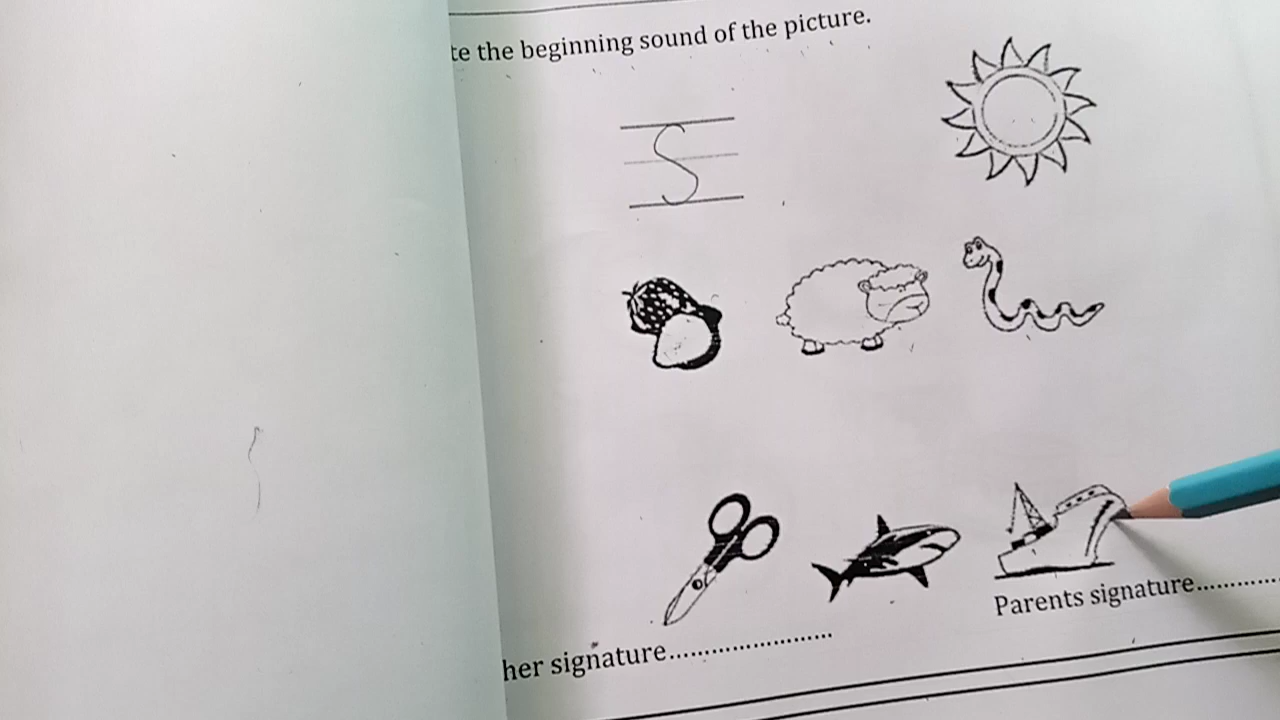 te the beginning sound of the picture.
S
Parents signature............
her signature........................